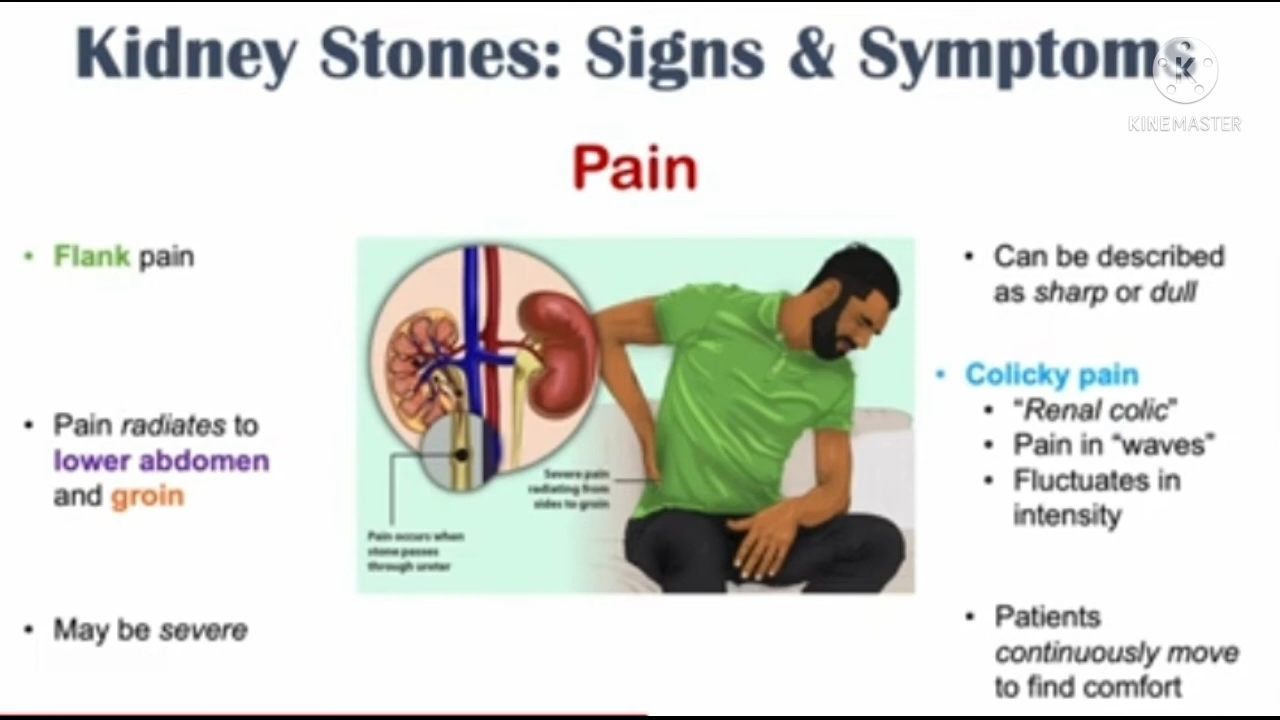 Kidney Stones: Signs & Symptoms
K
KINEMASTER
Pain
• Flank pain
• Pain radiates to
lower abdomen
and groin
• May be severe
Severe pain
radiating from
sides to groin
Pain occurs when
stone passes
through ureter
• Can be described
as sharp or dull
• Colicky pain
• “Renal colic”
• Pain in “waves”
• Fluctuates in
intensity
• Patients
continuously move
to find comfort